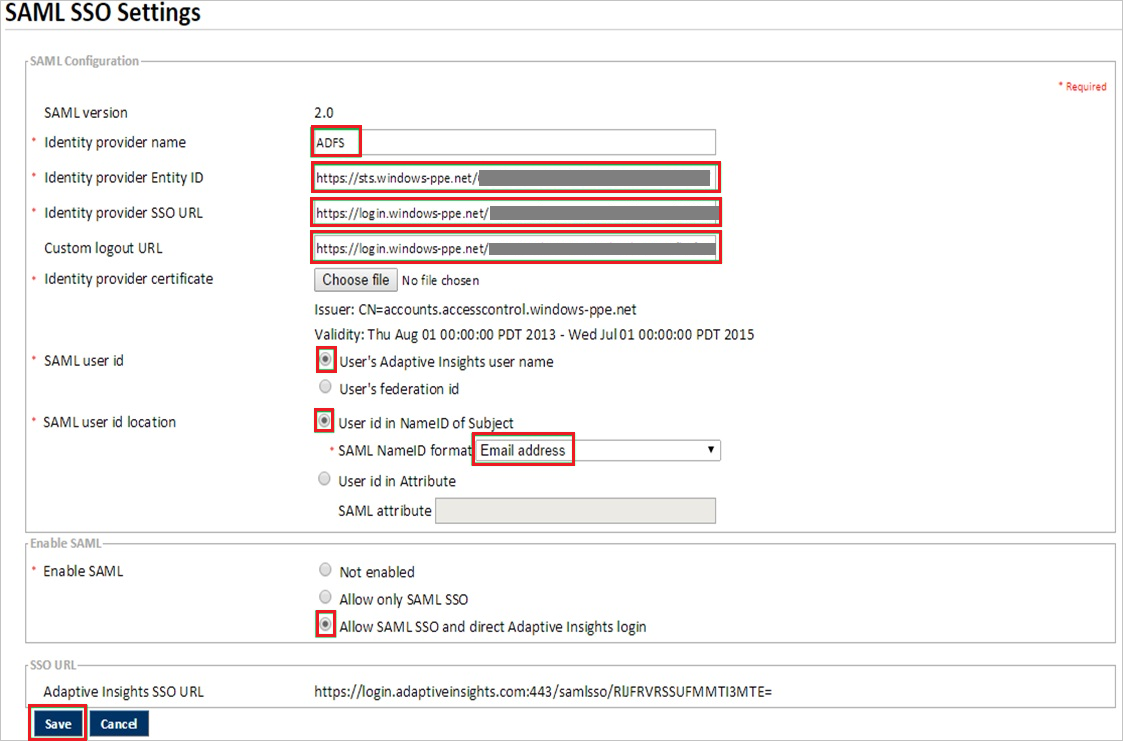 SAML SSO Settings
SAML Configuration
* Required
SAML version 2.0
* Identity provider name ADFS
* Identity provider Entity ID https://sts.windows-ppe.net/
* Identity provider SSO URL https://login.windows-ppe.net/
Custom logout URL https://login.windows-ppe.net/
* Identity provider certificate Choose file No file chosen
Issuer: CN=accounts.accesscontrol.windows-ppe.net
Validity: Thu Aug 01 00:00:00 PDT 2013 - Wed Jul 01 00:00:00 PDT 2015
* SAML user id User's Adaptive Insights user name
User's federation id
* SAML user id location User id in NameID of Subject
* SAML NameID format Email address
User id in Attribute
SAML attribute
Enable SAML
* Enable SAML Not enabled
Allow only SAML SSO
Allow SAML SSO and direct Adaptive Insights login
SSO URL
Adaptive Insights SSO URL https://login.adaptiveinsights.com:443/samlsso/RlJFRVRSSUFMMTI3MTE=
Save Cancel